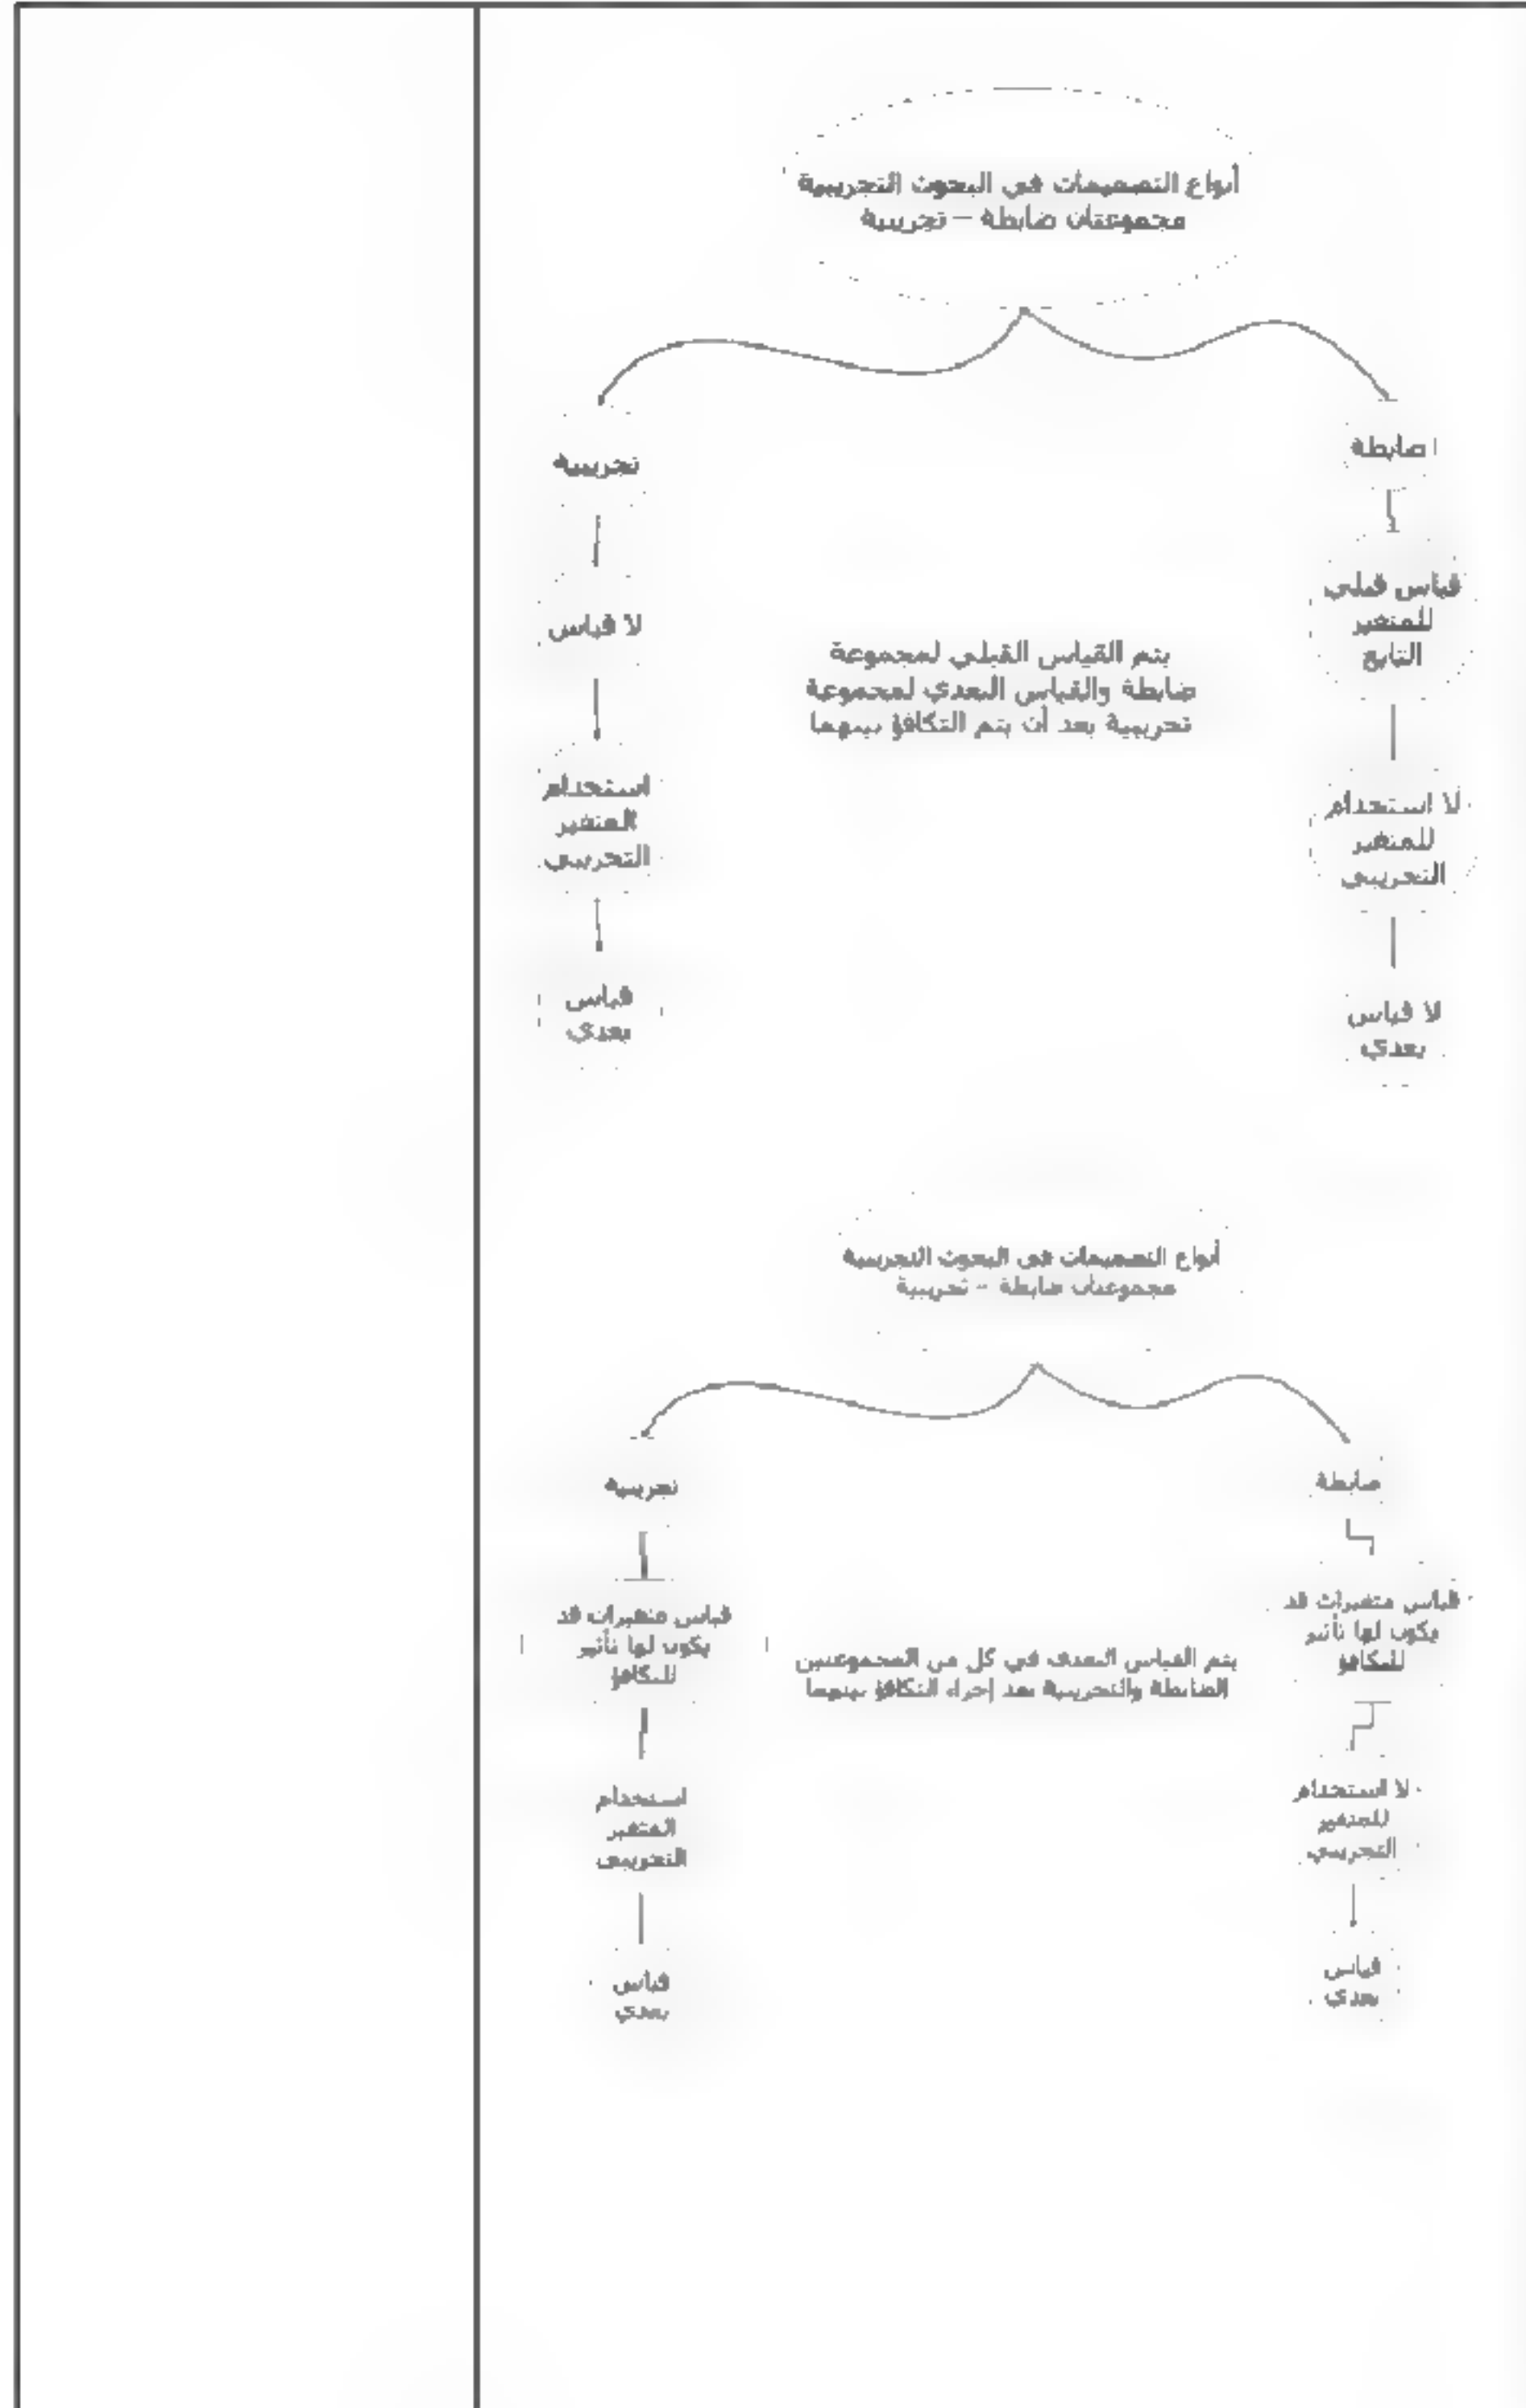 أنواع التصميمات في البحوث التجريبية
مجموعتان ضابطة – تجريبية
ضابطة
قياس قبلي
للمتغير
التابع
لا استخدام
للمتغير
التجريبي
لا قياس
بعدي
يتم القياس القبلي لمجموعة
ضابطة والقياس البعدي لمجموعة
تجريبية بعد أن يتم التكافؤ بينهما
تجريبية
لا قياس
استخدام
المتغير
التجريبي
قياس
بعدي
أنواع التصميمات في البحوث التجريبية
مجموعتان ضابطة – تجريبية
ضابطة
قياس متغيرات قد
يكون لها تأثير
للتكافؤ
لا استخدام
للمتغير
التجريبي
قياس
بعدي
يتم القياس البعدي في كل من المجموعتين
الضابطة والتجريبية بعد إجراء التكافؤ بينهما
تجريبية
قياس متغيرات قد
يكون لها تأثير
للتكافؤ
استخدام
المتغير
التجريبي
قياس
بعدي